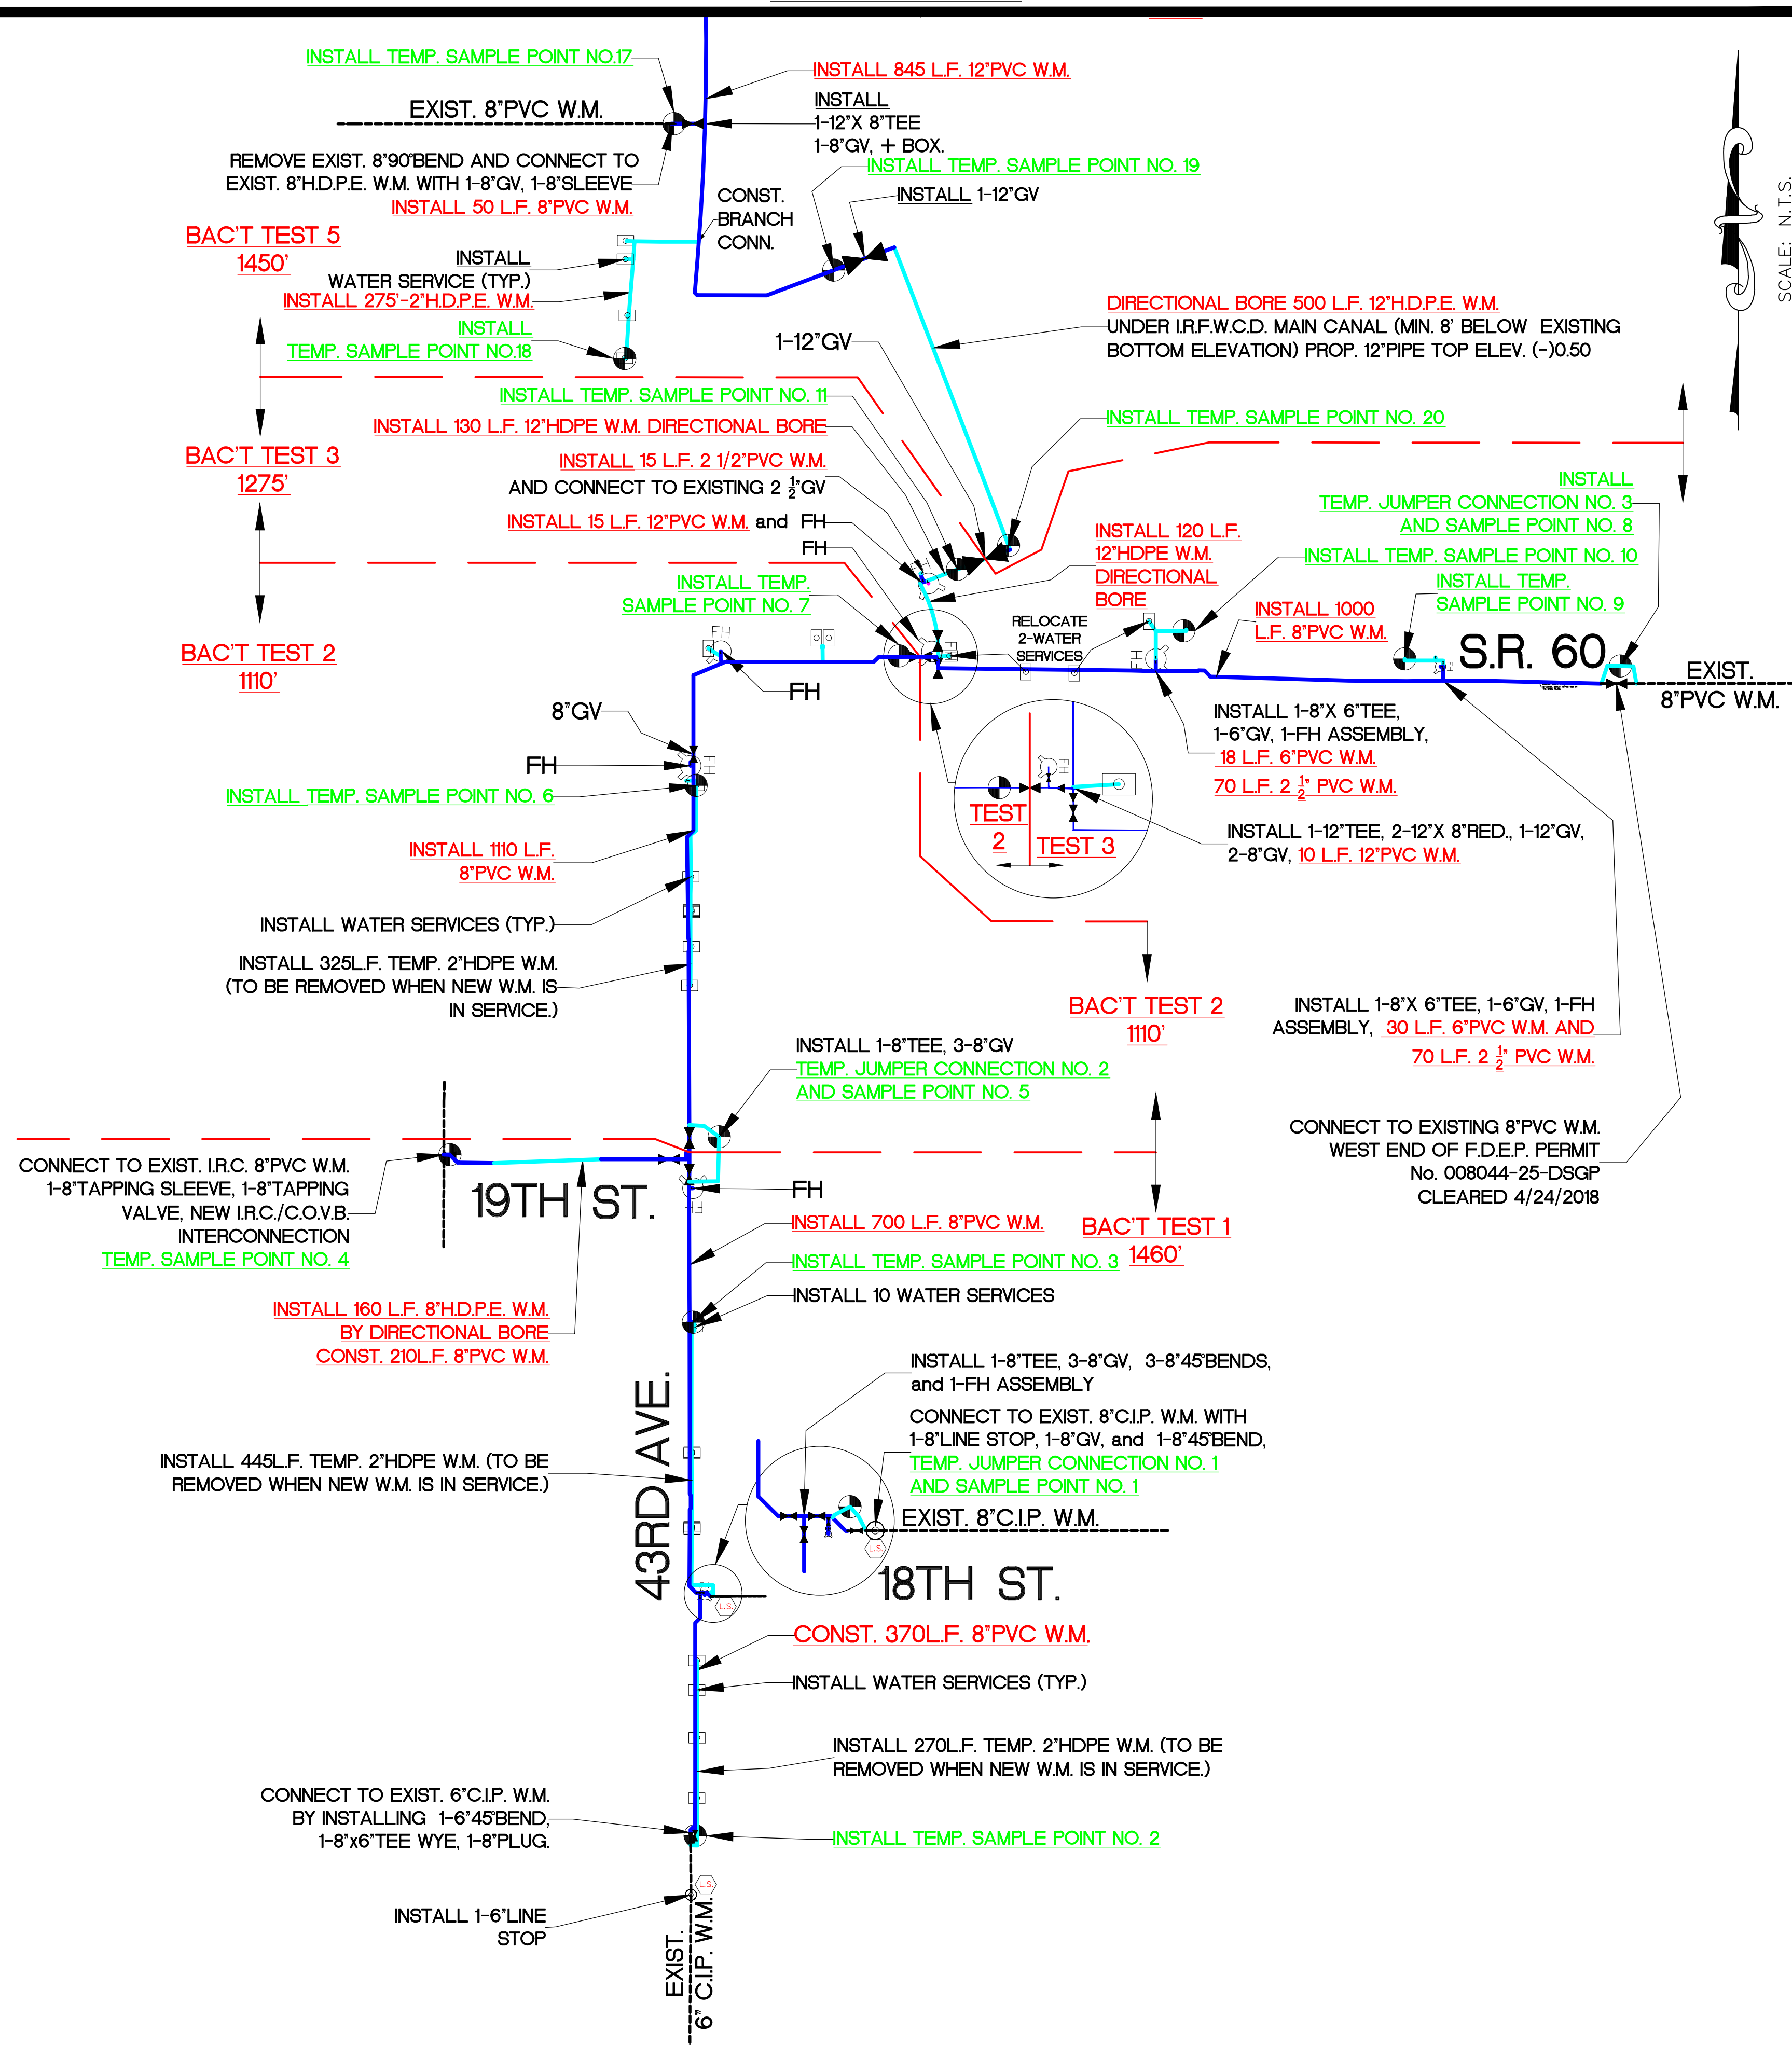 INSTALL TEMP. SAMPLE POINT NO.17
INSTALL 845 L.F. 12"PVC W.M.
EXIST. 8"PVC W.M.
INSTALL
1-12"X 8"TEE
1-8"GV, + BOX.
REMOVE EXIST. 8"90°BEND AND CONNECT TO
EXIST. 8"H.D.P.E. W.M. WITH 1-8"GV, 1-8"SLEEVE
INSTALL 50 L.F. 8"PVC W.M.
INSTALL TEMP. SAMPLE POINT NO. 19
INSTALL 1-12"GV
CONST.
BRANCH
CONN.
SCALE: N.T.S.
BAC'T TEST 5
1450'
INSTALL
WATER SERVICE (TYP.)
INSTALL 275'-2"H.D.P.E. W.M.
INSTALL
TEMP. SAMPLE POINT NO.18
DIRECTIONAL BORE 500 L.F. 12"H.D.P.E. W.M.
UNDER I.R.F.W.C.D. MAIN CANAL (MIN. 8' BELOW EXISTING
BOTTOM ELEVATION) PROP. 12"PIPE TOP ELEV. (-)0.50
1-12"GV
INSTALL TEMP. SAMPLE POINT NO. 11
INSTALL 130 L.F. 12"HDPE W.M. DIRECTIONAL BORE
INSTALL TEMP. SAMPLE POINT NO. 20
BAC'T TEST 3
1275'
INSTALL 15 L.F. 2 1/2"PVC W.M.
AND CONNECT TO EXISTING 2 1/2"GV
INSTALL 15 L.F. 12"PVC W.M. and FH
FH
FH
INSTALL
TEMP. JUMPER CONNECTION NO. 3
AND SAMPLE POINT NO. 8
INSTALL 120 L.F.
12"HDPE W.M.
DIRECTIONAL
BORE
INSTALL TEMP. SAMPLE POINT NO. 10
INSTALL TEMP.
SAMPLE POINT NO. 7
INSTALL TEMP.
SAMPLE POINT NO. 9
RELOCATE
2-WATER
SERVICES
INSTALL 1000
L.F. 8"PVC W.M.
BAC'T TEST 2
1110'
FH
FH
FH
FH
FH
S.R. 60
EXIST.
8"PVC W.M.
8"GV
FH
FH
INSTALL TEMP. SAMPLE POINT NO. 6
INSTALL 1-8"X 6"TEE,
1-6"GV, 1-FH ASSEMBLY,
18 L.F. 6"PVC W.M.
70 L.F. 2 1/2" PVC W.M.
FH
TEST
2
TEST 3
INSTALL 1-12"TEE, 2-12"X 8"RED., 1-12"GV,
2-8"GV, 10 L.F. 12"PVC W.M.
INSTALL 1110 L.F.
8"PVC W.M.
INSTALL WATER SERVICES (TYP.)
INSTALL 325L.F. TEMP. 2"HDPE W.M.
(TO BE REMOVED WHEN NEW W.M. IS
IN SERVICE.)
BAC'T TEST 2
1110'
INSTALL 1-8"X 6"TEE, 1-6"GV, 1-FH
ASSEMBLY, 30 L.F. 6"PVC W.M. AND
70 L.F. 2 1/2" PVC W.M.
INSTALL 1-8"TEE, 3-8"GV
TEMP. JUMPER CONNECTION NO. 2
AND SAMPLE POINT NO. 5
CONNECT TO EXISTING 8"PVC W.M.
WEST END OF F.D.E.P. PERMIT
No. 008044-25-DSGP
CLEARED 4/24/2018
CONNECT TO EXIST. I.R.C. 8"PVC W.M.
1-8"TAPPING SLEEVE, 1-8"TAPPING
VALVE, NEW I.R.C./C.O.V.B.
INTERCONNECTION
TEMP. SAMPLE POINT NO. 4
19TH ST.
FH
FH
INSTALL 700 L.F. 8"PVC W.M.
BAC'T TEST 1
1460'
INSTALL TEMP. SAMPLE POINT NO. 3
INSTALL 10 WATER SERVICES
INSTALL 160 L.F. 8"H.D.P.E. W.M.
BY DIRECTIONAL BORE
CONST. 210L.F. 8"PVC W.M.
43RD AVE.
INSTALL 1-8"TEE, 3-8"GV, 3-8"45°BENDS,
and 1-FH ASSEMBLY
CONNECT TO EXIST. 8"C.I.P. W.M. WITH
1-8"LINE STOP, 1-8"GV, and 1-8"45°BEND,
TEMP. JUMPER CONNECTION NO. 1
AND SAMPLE POINT NO. 1
INSTALL 445L.F. TEMP. 2"HDPE W.M. (TO BE
REMOVED WHEN NEW W.M. IS IN SERVICE.)
EXIST. 8"C.I.P. W.M.
L.S.
18TH ST.
L.S.
CONST. 370L.F. 8"PVC W.M.
INSTALL WATER SERVICES (TYP.)
INSTALL 270L.F. TEMP. 2"HDPE W.M. (TO BE
REMOVED WHEN NEW W.M. IS IN SERVICE.)
CONNECT TO EXIST. 6"C.I.P. W.M.
BY INSTALLING 1-6"45°BEND,
1-8"x6"TEE WYE, 1-8"PLUG.
INSTALL TEMP. SAMPLE POINT NO. 2
L.S.
INSTALL 1-6"LINE
STOP
EXIST.
6" C.I.P. W.M.